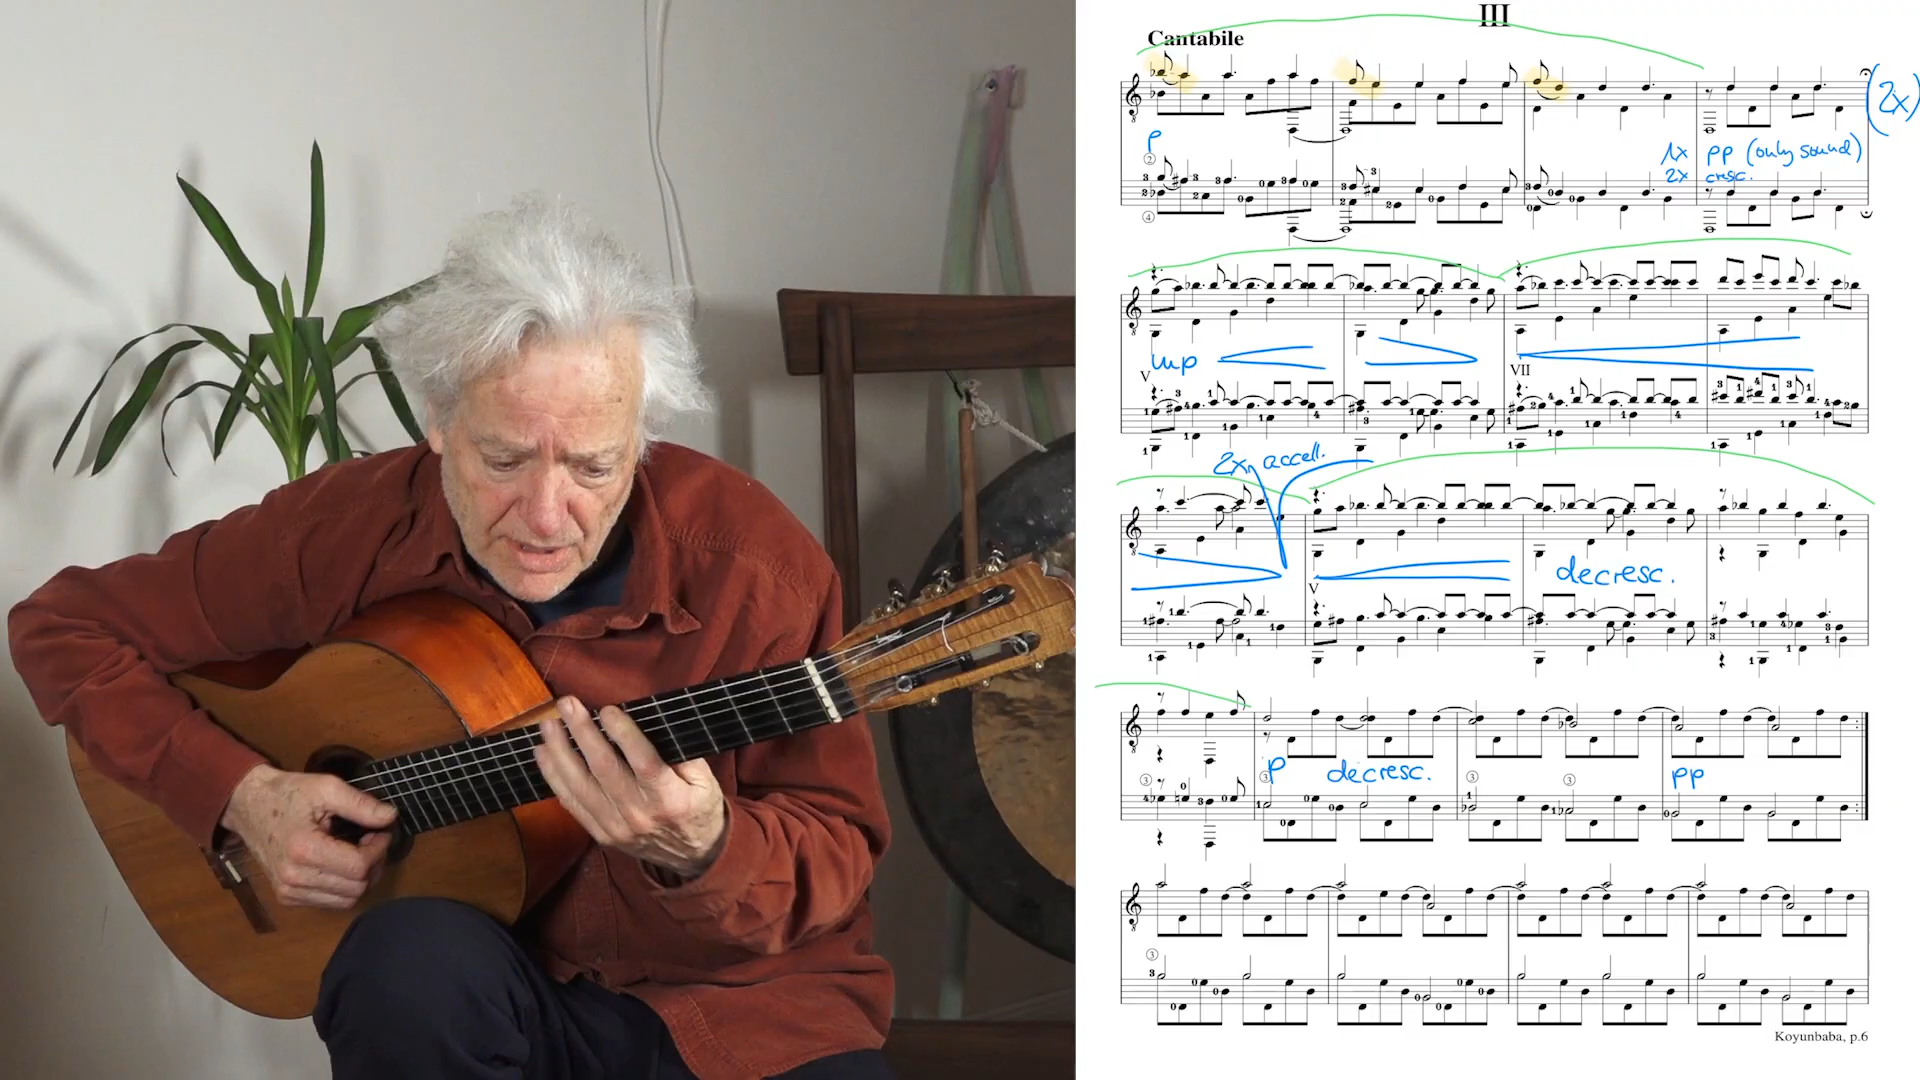 III
Cantabile
(2x)
p
1x pp (only sound)
2x cresc.
mp
V
VII
2x accell.
decresc.
V
p decresc. pp
Koyunbaba, p.6